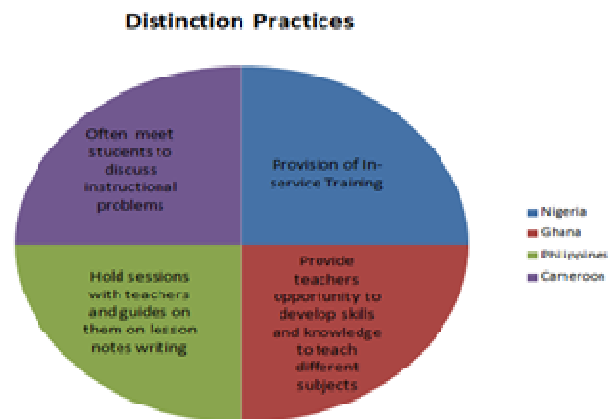 Distinction Practices
Often meet
students to
discuss
instructional
problems
Provision of In-
service Training
Hold sessions
with teachers
and guides on
them on lesson
notes writing
Provide
teachers
opportunity to
develop skills
and knowledge
to teach
different
subjects
Nigeria
Ghana
Philippines
Cameroon